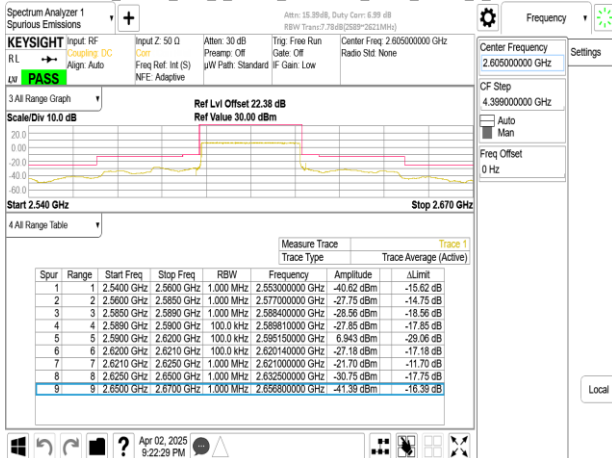 Spectrum Analyzer 1
Spurious Emissions
Attn: 15.39dB, Duty Corr: 6.99 dB
RBW Trans:7.78dB(2589~2621MHz)
Frequency
KEYSIGHT
RL
PASS
Input: RF
Coupling: DC
Align: Auto
Input Z: 50 Ω
Corr
Freq Ref: Int (S)
NFE: Adaptive
Atten: 30 dB
Preamp: Off
µW Path: Standard
Trig: Free Run
Gate: Off
IF Gain: Low
Center Freq: 2.605000000 GHz
Radio Std: None
Center Frequency
2.605000000 GHz
Settings
CF Step
4.399000000 GHz
Auto
Man
Freq Offset
0 Hz
Local
3 All Range Graph
Scale/Div 10.0 dB
Ref Lvl Offset 22.38 dB
Ref Value 30.00 dBm
20.0
0.00
-20.0
-40.0
-60.0
Start 2.540 GHz
Stop 2.670 GHz
4 All Range Table
Measure Trace Trace 1
Trace Type Trace Average (Active)
Spur Range Start Freq Stop Freq RBW Frequency Amplitude ΔLimit
1 1 2.5400 GHz 2.5600 GHz 1.000 MHz 2.553000000 GHz -40.62 dBm -15.62 dB
2 2 2.5600 GHz 2.5850 GHz 1.000 MHz 2.577000000 GHz -27.75 dBm -14.75 dB
3 3 2.5850 GHz 2.5890 GHz 1.000 MHz 2.588400000 GHz -28.56 dBm -18.56 dB
4 4 2.5890 GHz 2.5900 GHz 100.0 kHz 2.589810000 GHz -27.85 dBm -17.85 dB
5 5 2.5900 GHz 2.6200 GHz 100.0 kHz 2.595150000 GHz 6.943 dBm -29.06 dB
6 6 2.6200 GHz 2.6210 GHz 100.0 kHz 2.620140000 GHz -27.18 dBm -17.18 dB
7 7 2.6210 GHz 2.6250 GHz 1.000 MHz 2.621000000 GHz -21.70 dBm -11.70 dB
8 8 2.6250 GHz 2.6500 GHz 1.000 MHz 2.632500000 GHz -30.75 dBm -17.75 dB
9 9 2.6500 GHz 2.6700 GHz 1.000 MHz 2.656800000 GHz -41.39 dBm -16.39 dB
Apr 02, 2025
9:22:29 PM